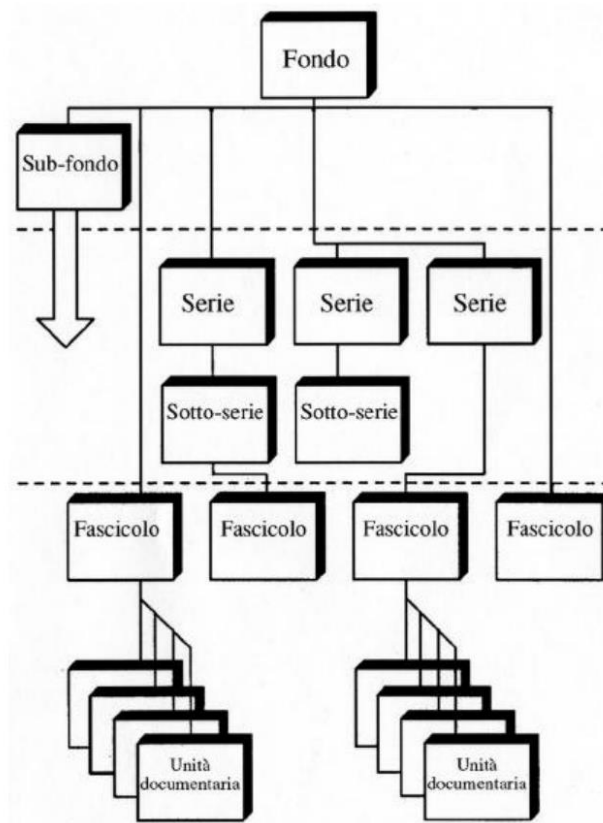 Fondo
Sub-fondo
Serie
Serie
Serie
Sotto-serie
Sotto-serie
Fascicolo
Fascicolo
Fascicolo
Fascicolo
Unità
documentaria
Unità
documentaria